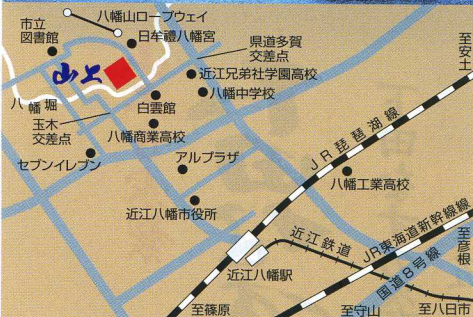 八幡山ロープウェイ
市立
図書館
日牟禮八幡宮
県道多賀
交差点
至安土
山上
近江兄弟社学園高校
八幡中学校
八幡堀
白雲館
玉木
交差点
八幡商業高校
セブンイレブン
アルプラザ
JR琵琶湖線
八幡工業高校
近江八幡市役所
近江鉄道
JR東海道新幹線
国道8号線
至彦根
近江八幡駅
至篠原
至守山
至八日市